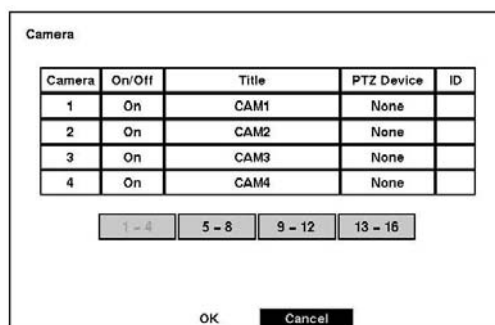 Camera
Camera On/Off Title PTZ Device ID
1 On CAM1 None
2 On CAM2 None
3 On CAM3 None
4 On CAM4 None
1 – 4 5 – 8 9 – 12 13 – 16
OK Cancel